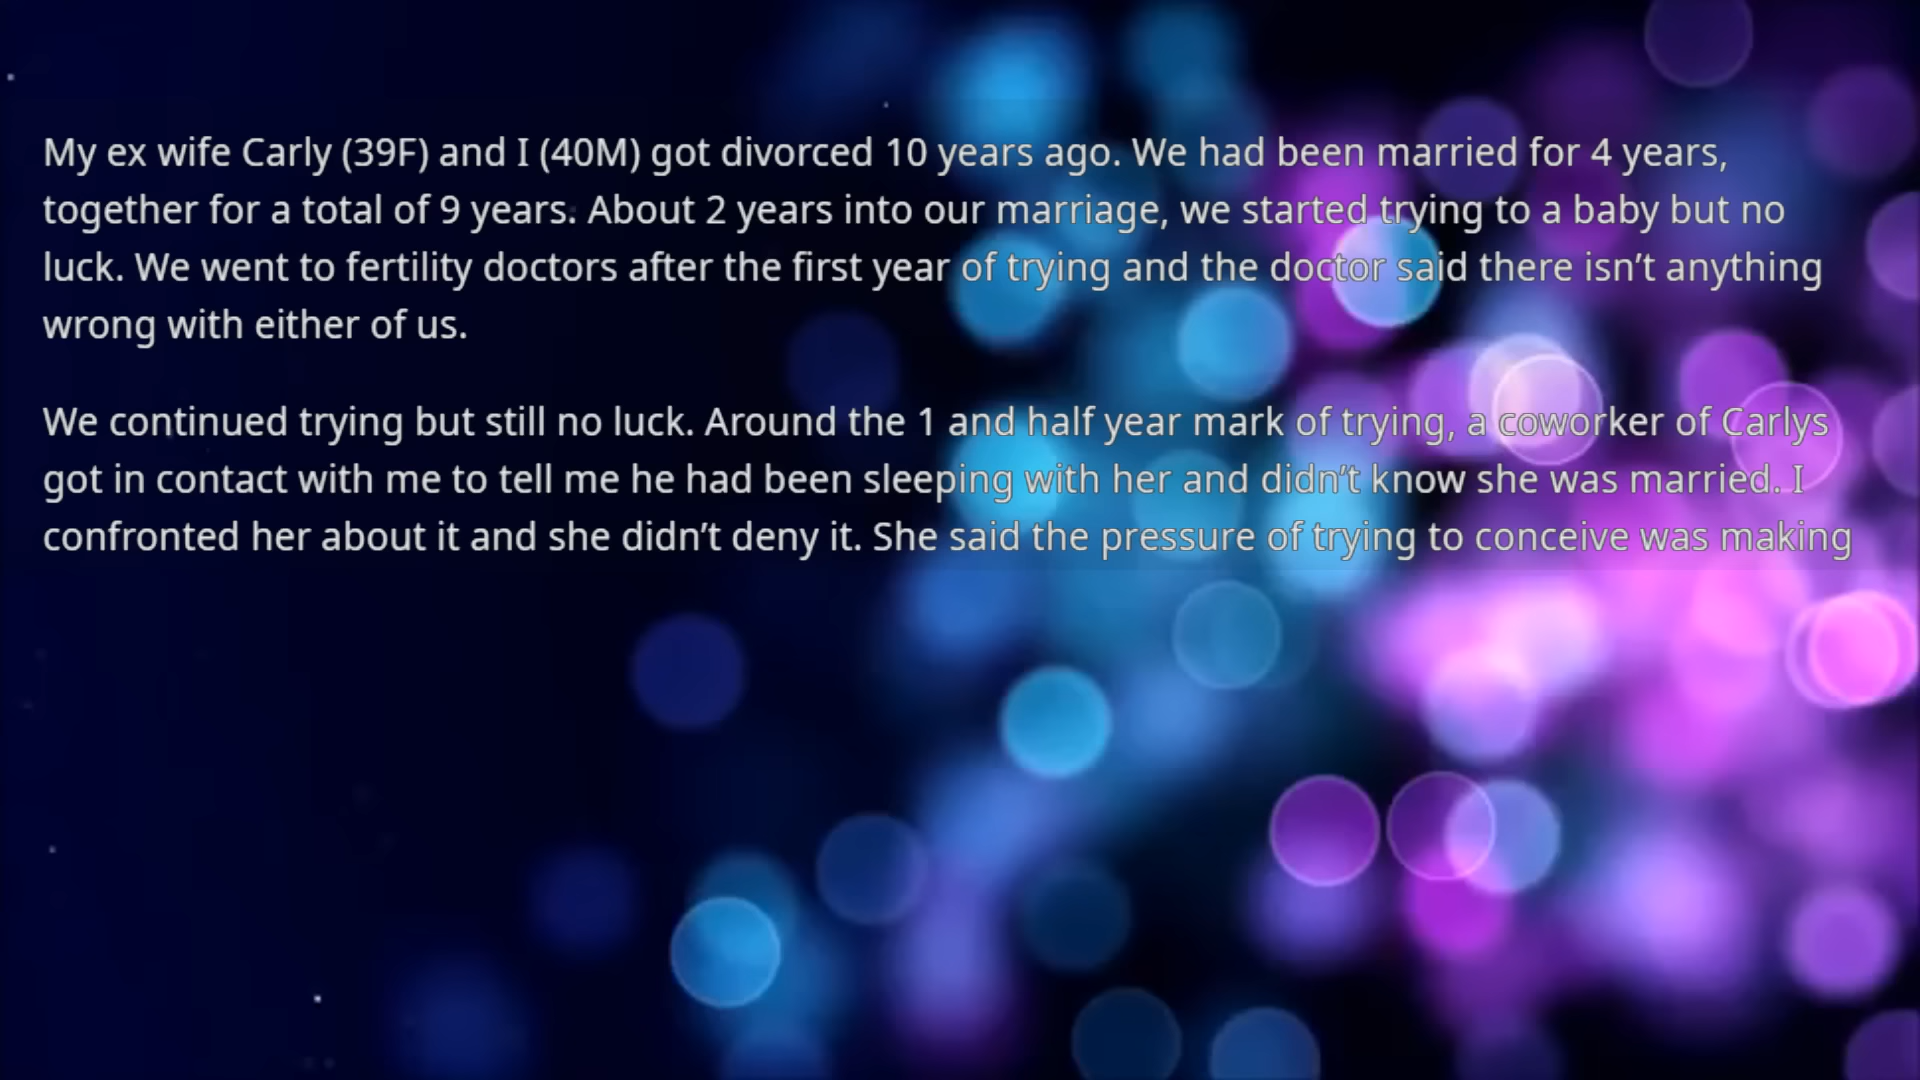 My ex wife Carly (39F) and I (40M) got divorced 10 years ago. We had been married for 4 years,
together for a total of 9 years. About 2 years into our marriage, we started trying to a baby but no
luck. We went to fertility doctors after the first year of trying and the doctor said there isn’t anything
wrong with either of us.
We continued trying but still no luck. Around the 1 and half year mark of trying, a coworker of Carlys
got in contact with me to tell me he had been sleeping with her and didn’t know she was married. I
confronted her about it and she didn’t deny it. She said the pressure of trying to conceive was making